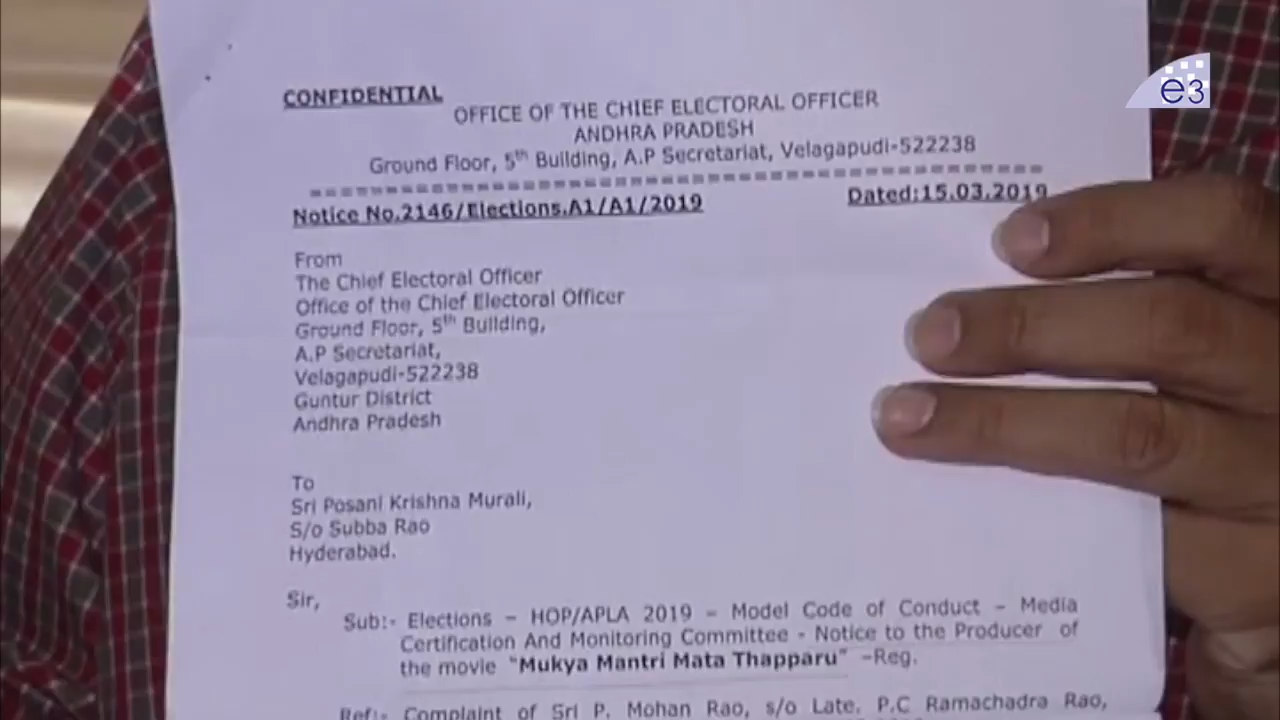 e3
CONFIDENTIAL
OFFICE OF THE CHIEF ELECTORAL OFFICER
ANDHRA PRADESH
Ground Floor, 5th Building, A.P Secretariat, Velagapudi-522238
Notice No.2146/Elections.A1/A1/2019 Dated:15.03.2019
From
The Chief Electoral Officer
Office of the Chief Electoral Officer
Ground Floor, 5th Building,
A.P Secretariat,
Velagapudi-522238
Guntur District
Andhra Pradesh
To
Sri Posani Krishna Murali,
S/o Subba Rao
Hyderabad.
Sir,
Sub:- Elections – HOP/APLA 2019 – Model Code of Conduct – Media
Certification And Monitoring Committee - Notice to the Producer of
the movie "Mukya Mantri Mata Thapparu" –Reg.
Ref:- Complaint of Sri P. Mohan Rao, s/o Late. P.C Ramachadra Rao,